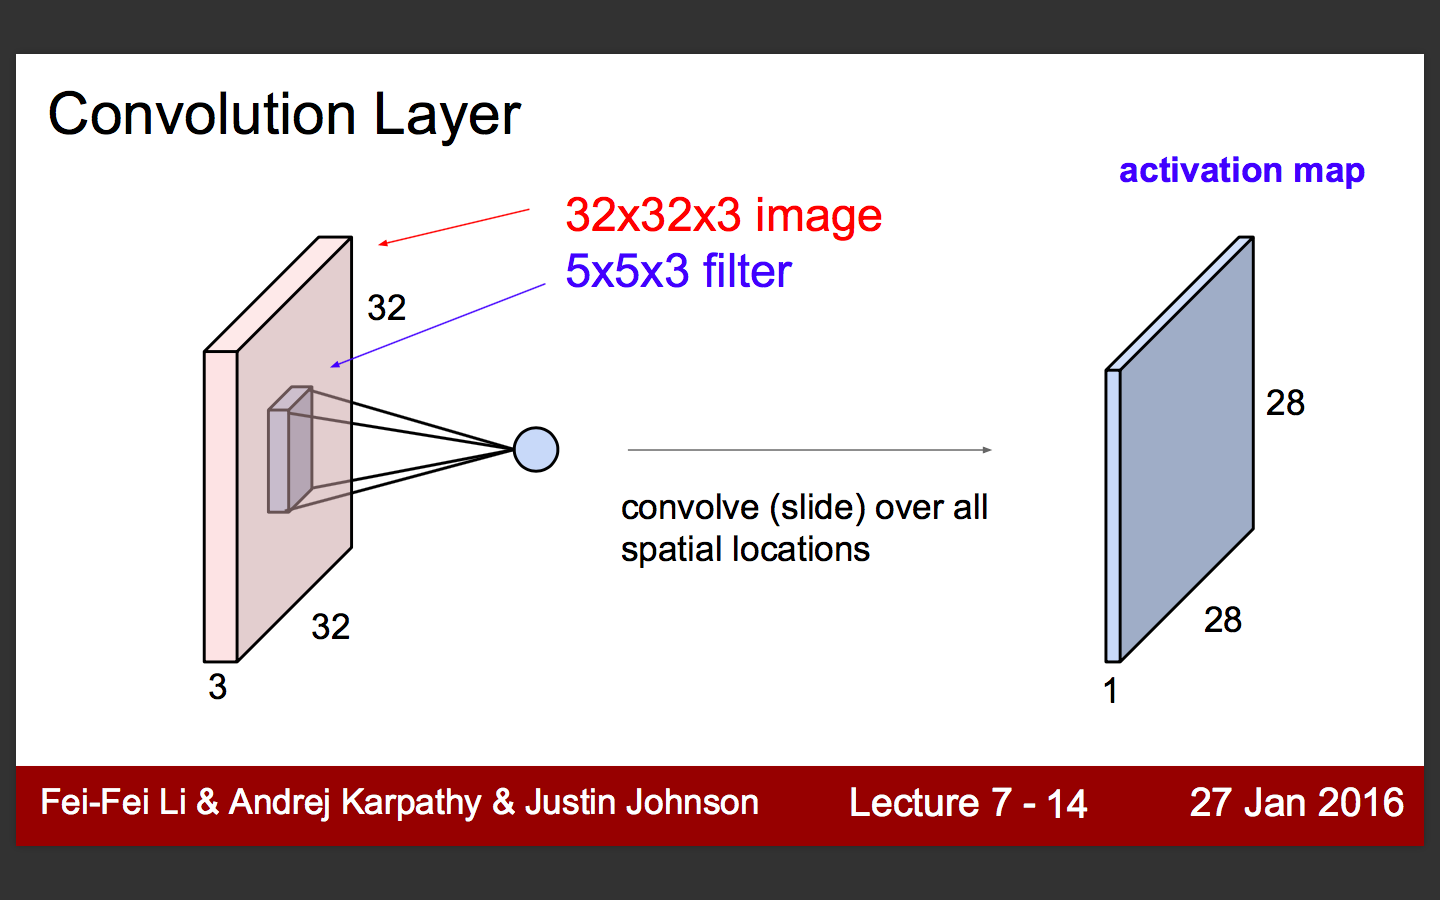 Convolution Layer
activation map
32x32x3 image
5x5x3 filter
32
28
convolve (slide) over all
spatial locations
32
28
3
1
Fei-Fei Li & Andrej Karpathy & Justin Johnson
Lecture 7 - 14
27 Jan 2016